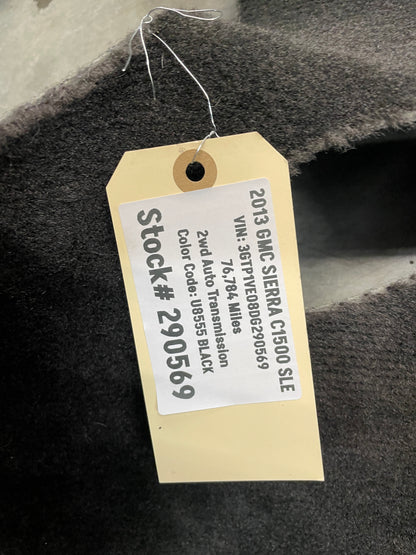 2013 GMC SIERRA C1500 SLE
VIN: 3GTP1VE08DG290569
76,784 Miles
2wd Auto Transmission
Color Code: U8555 BLACK
Stock# 290569